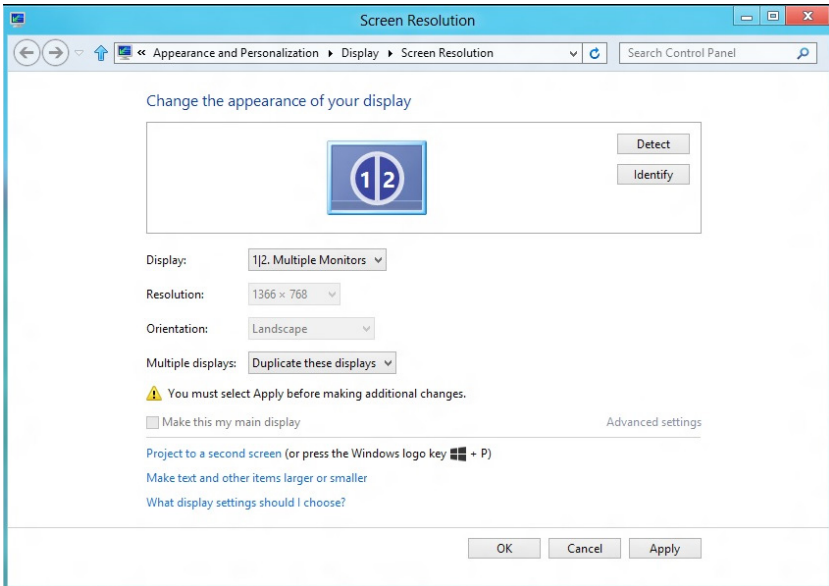 Screen Resolution
« Appearance and Personalization Display Screen Resolution Search Control Panel
Change the appearance of your display
1 2
Detect
Identify
Display: 1|2. Multiple Monitors
Resolution: 1366 × 768
Orientation: Landscape
Multiple displays: Duplicate these displays
You must select Apply before making additional changes.
Make this my main display Advanced settings
Project to a second screen (or press the Windows logo key + P)
Make text and other items larger or smaller
What display settings should I choose?
OK Cancel Apply